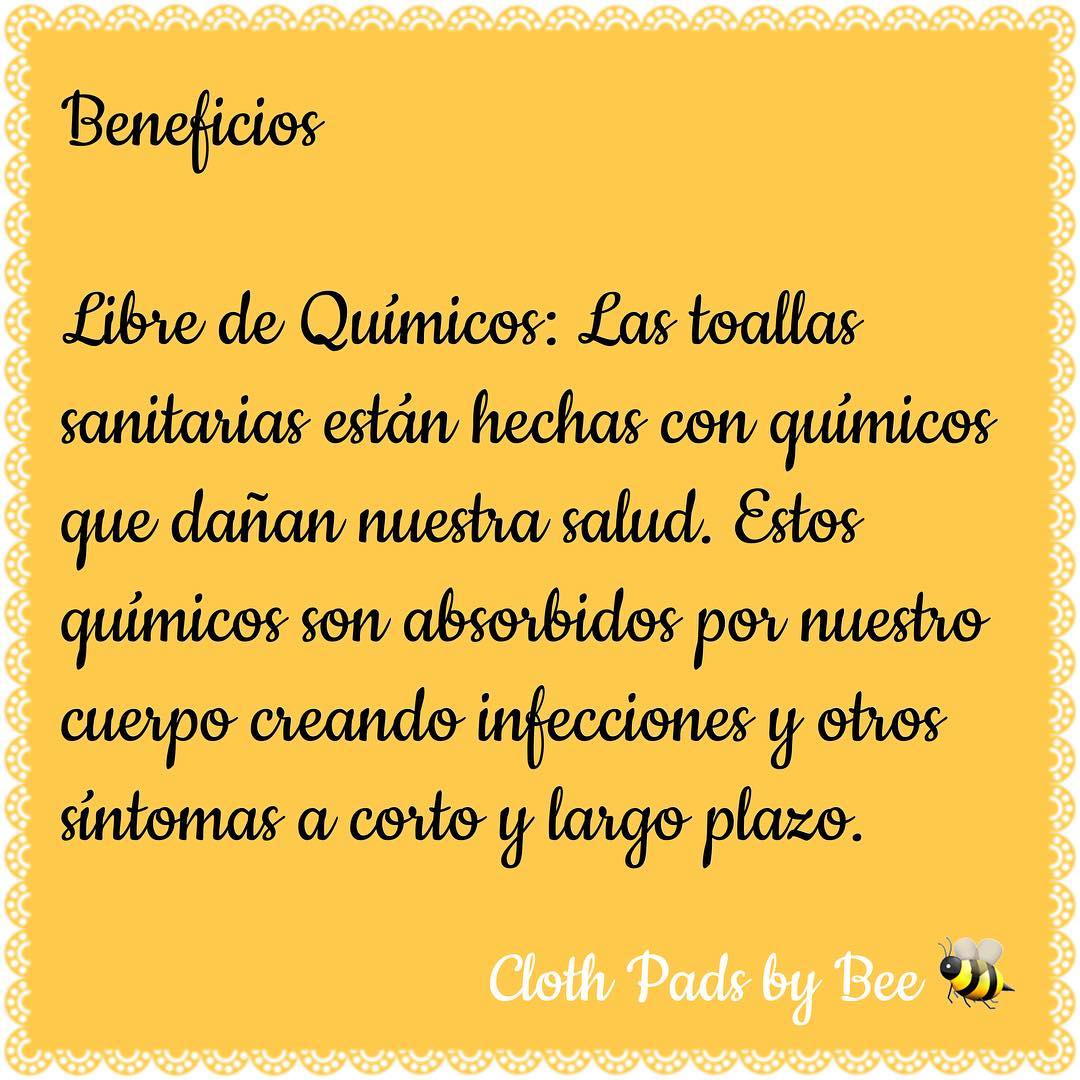 Beneficios
Libre de Químicos: Las toallas
sanitarias están hechas con químicos
que dañan nuestra salud. Estos
químicos son absorbidos por nuestro
cuerpo creando infecciones y otros
síntomas a corto y largo plazo.
Cloth Pads by Bee